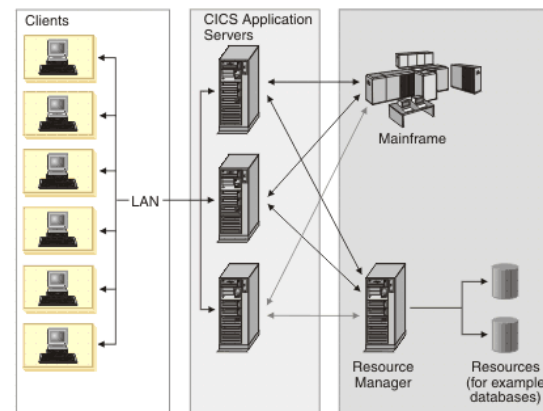 Clients
CICS Application
Servers
LAN
Mainframe
Resource
Manager
Resources
(for example
databases)